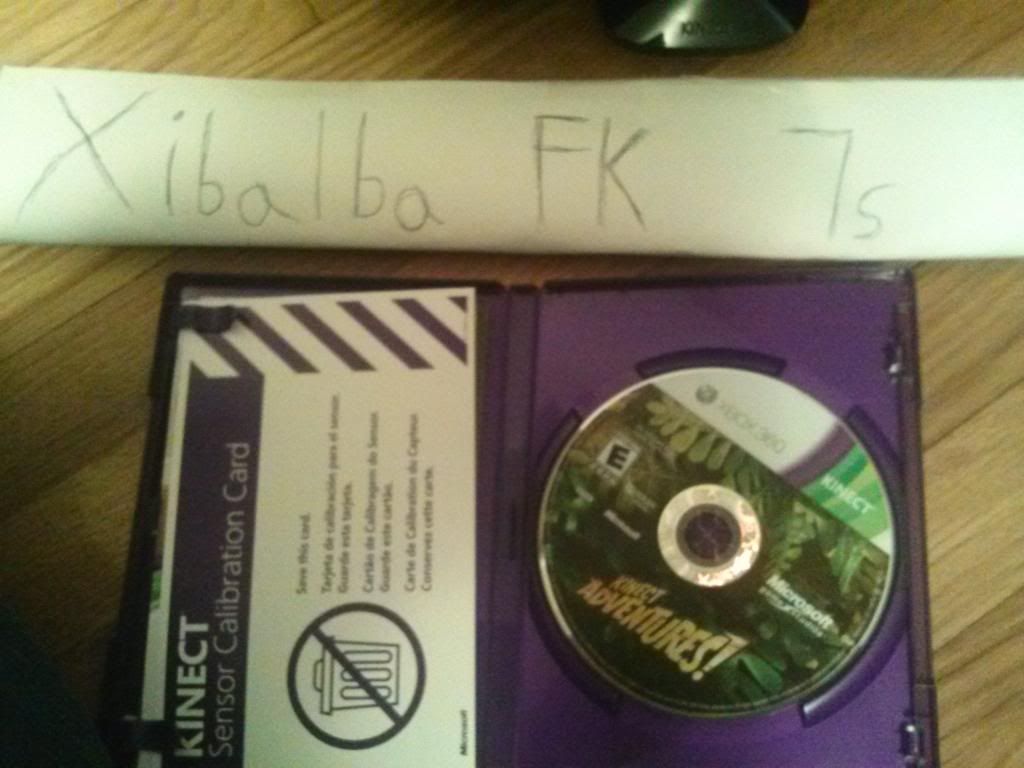 KINECT
Xibalba FK 7s
KINECT
Sensor Calibration Card
Save this card.
Tarjeta de calibración para el sensor.
Guarde esta tarjeta.
Cartão de Calibragem do Sensor.
Guarde este cartão.
Carte de Calibration du Capteur
Conservez cette carte.
Microsoft
XBOX 360
KINECT
E
Microsoft
KINECT
ADVENTURES!
Microsoft